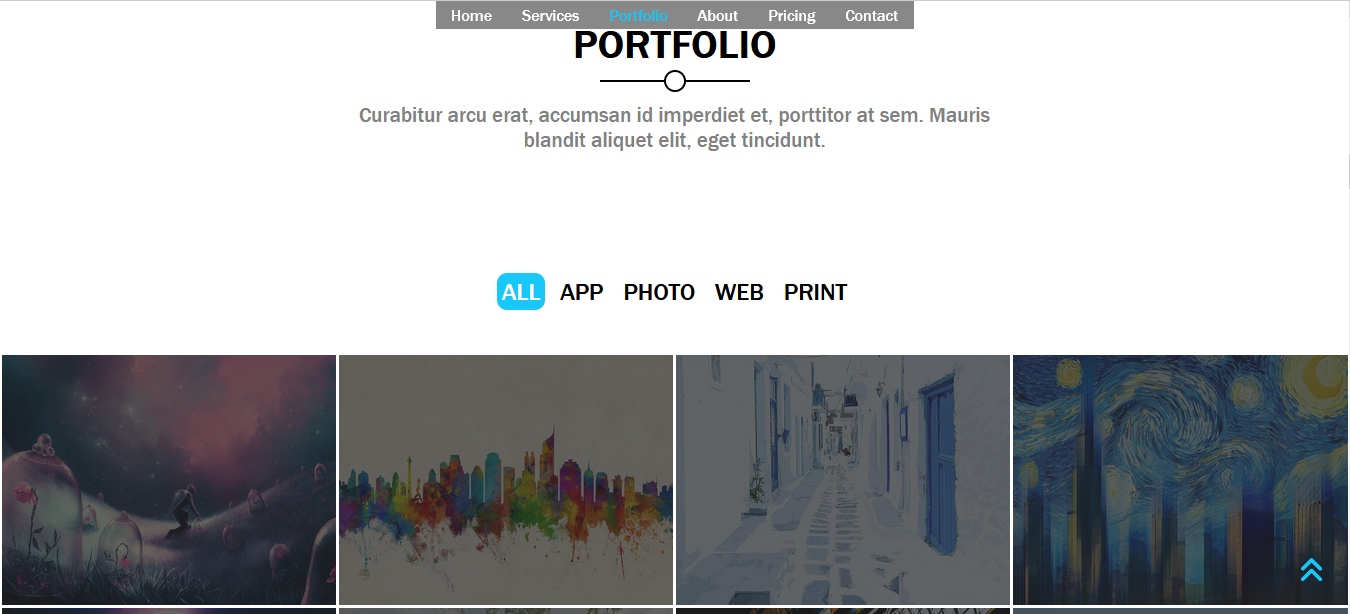 Home Services Portfolio About Pricing Contact
PORTFOLIO
Curabitur arcu erat, accumsan id imperdiet et, porttitor at sem. Mauris
blandit aliquet elit, eget tincidunt.
ALL APP PHOTO WEB PRINT